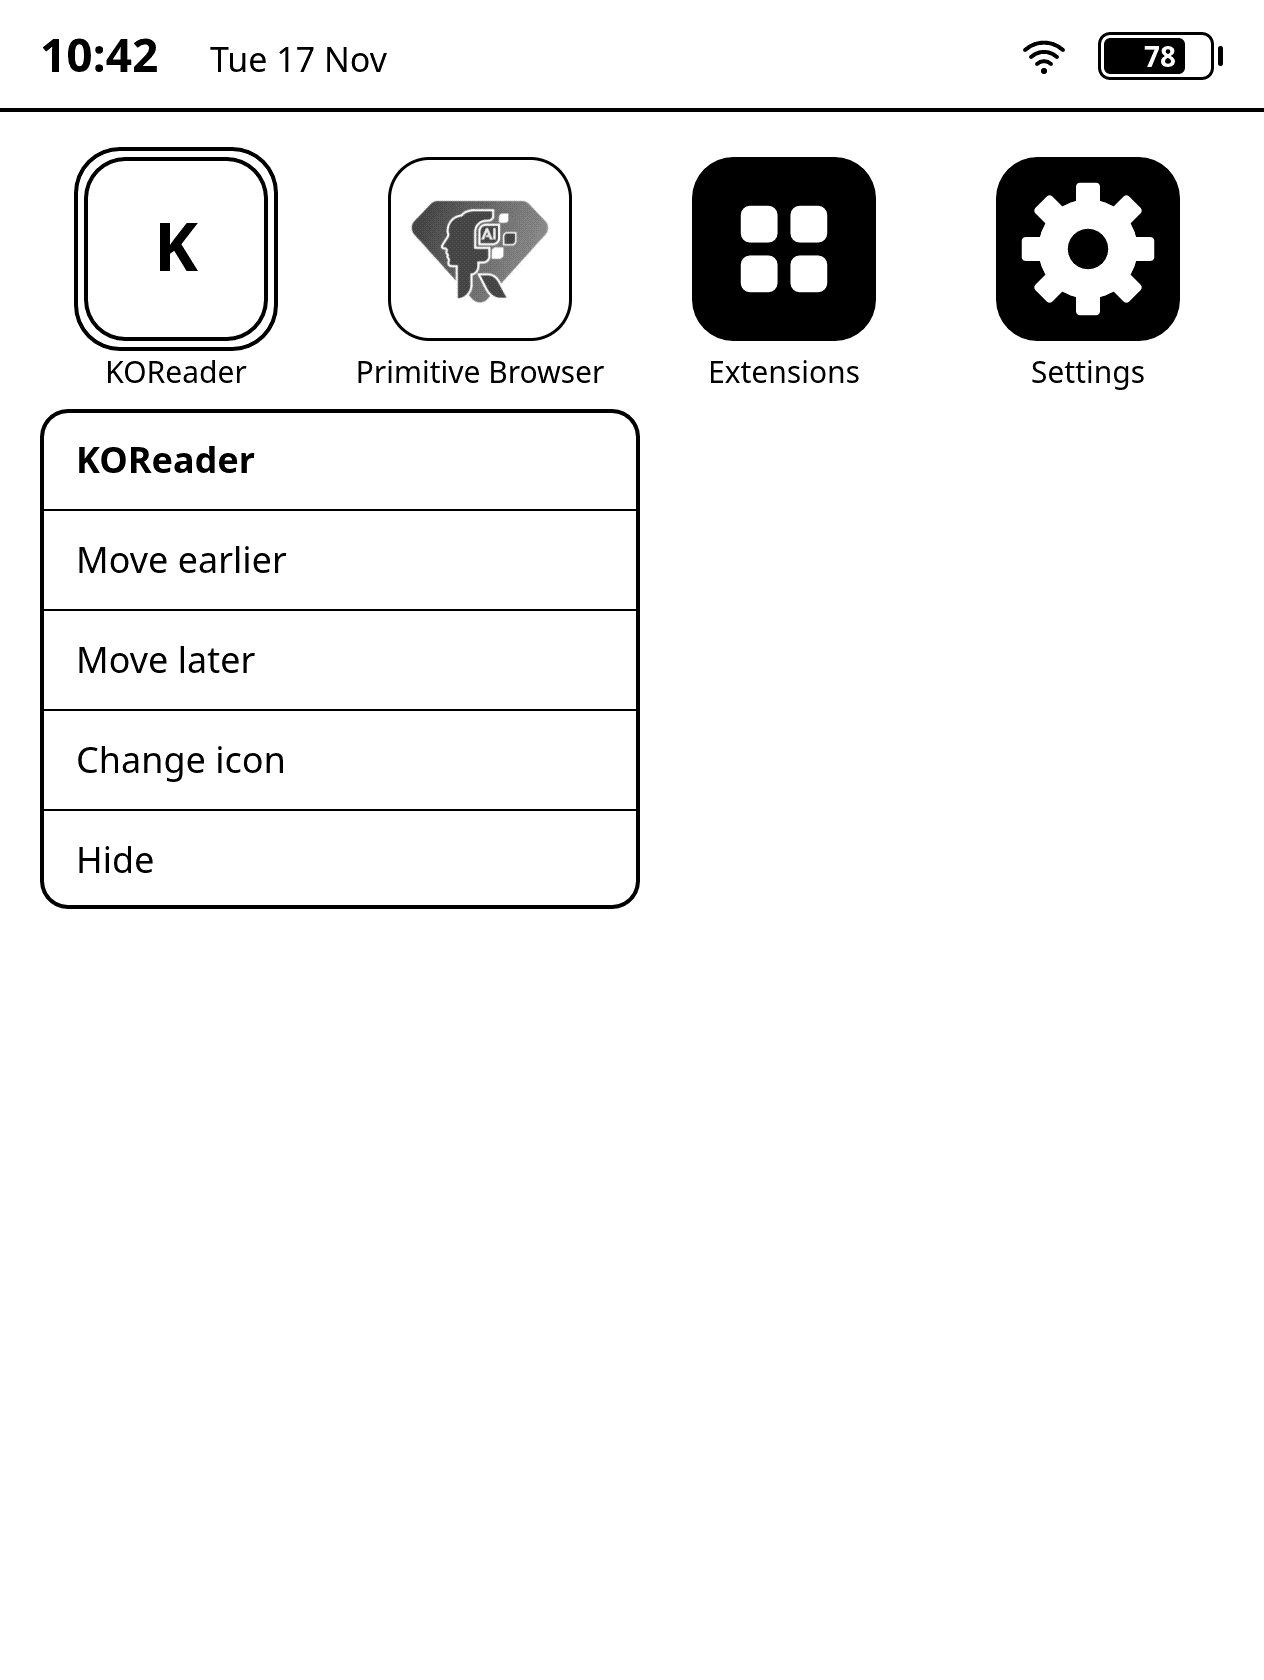 10:42 Tue 17 Nov 78
K
AI
KOReader Primitive Browser Extensions Settings
KOReader
Move earlier
Move later
Change icon
Hide